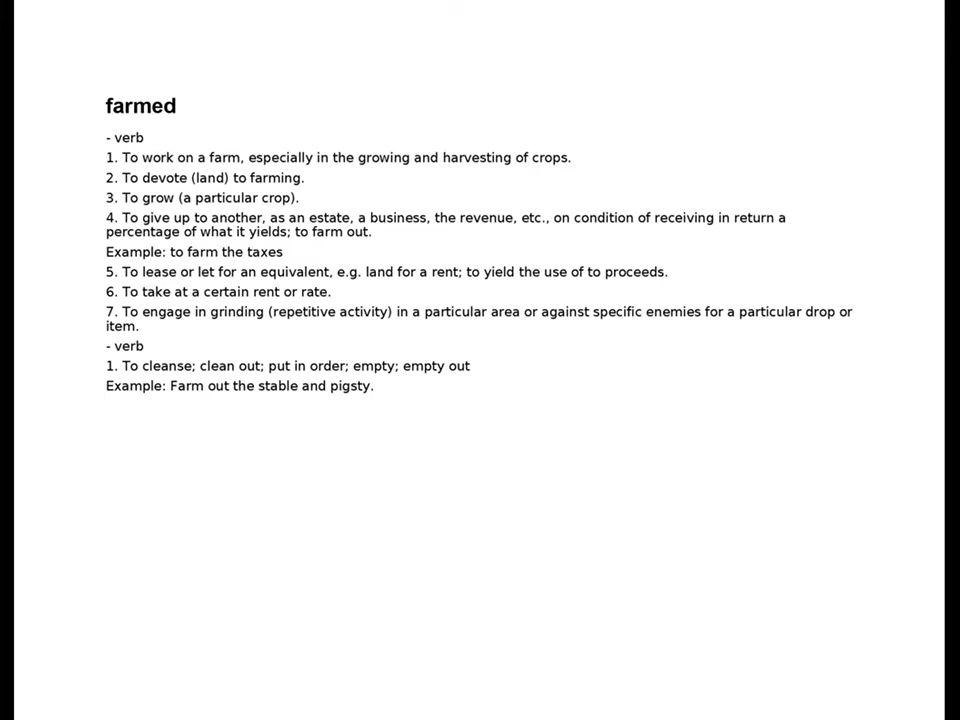 farmed
- verb
1. To work on a farm, especially in the growing and harvesting of crops.
2. To devote (land) to farming.
3. To grow (a particular crop).
4. To give up to another, as an estate, a business, the revenue, etc., on condition of receiving in return a
percentage of what it yields; to farm out.
Example: to farm the taxes
5. To lease or let for an equivalent, e.g. land for a rent; to yield the use of to proceeds.
6. To take at a certain rent or rate.
7. To engage in grinding (repetitive activity) in a particular area or against specific enemies for a particular drop or
item.
- verb
1. To cleanse; clean out; put in order; empty; empty out
Example: Farm out the stable and pigsty.